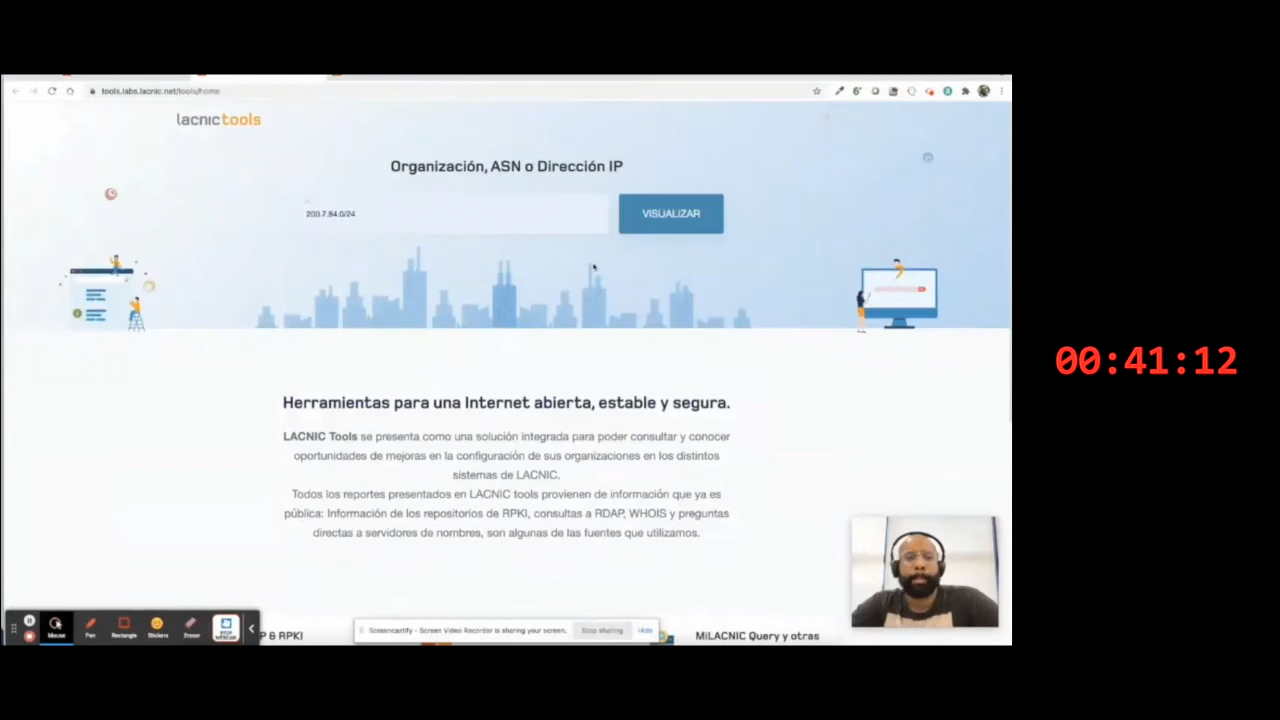 tools.labs.lacnic.net/tools/home
6°
lacnictools
Organización, ASN o Dirección IP
200.7.84.0/24
VISUALIZAR
00:41:12
Herramientas para una Internet abierta, estable y segura.
LACNIC Tools se presenta como una solución integrada para poder consultar y conocer
oportunidades de mejoras en la configuración de sus organizaciones en los distintos
sistemas de LACNIC.
Todos los reportes presentados en LACNIC tools provienen de información que ya es
pública: Información de los repositorios de RPKI, consultas a RDAP, WHOIS y preguntas
directas a servidores de nombres, son algunas de las fuentes que utilizamos.
Mouse
Pen
Rectangle
Stickers
Eraser
STOP WEBCAM
P & RPKI
Screencastify - Screen Video Recorder is sharing your screen.
Stop sharing
Hide
MiLACNIC Query y otras